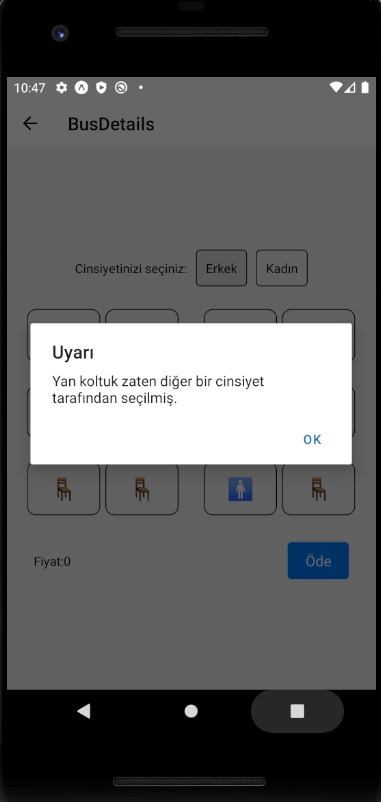 10:47
BusDetails
Cinsiyetinizi seçiniz: Erkek Kadın
Uyarı
Yan koltuk zaten diğer bir cinsiyet
tarafından seçilmiş.
OK
Fiyat:0 Öde